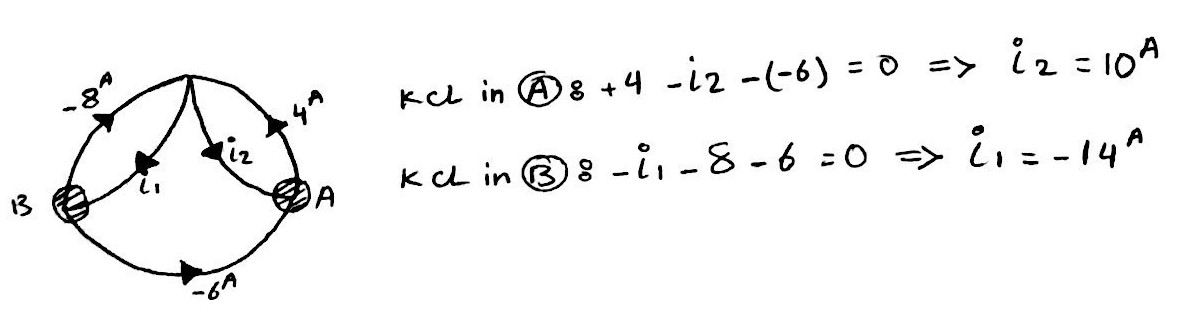 -8ᴬ
4ᴬ
i₁
i₂
B
A
-6ᴬ
KCL in Ⓐ : +4 -i₂ -(-6) = 0 => i₂ = 10ᴬ
KCL in Ⓑ : -i₁ - 8 - 6 = 0 => i₁ = -14ᴬ